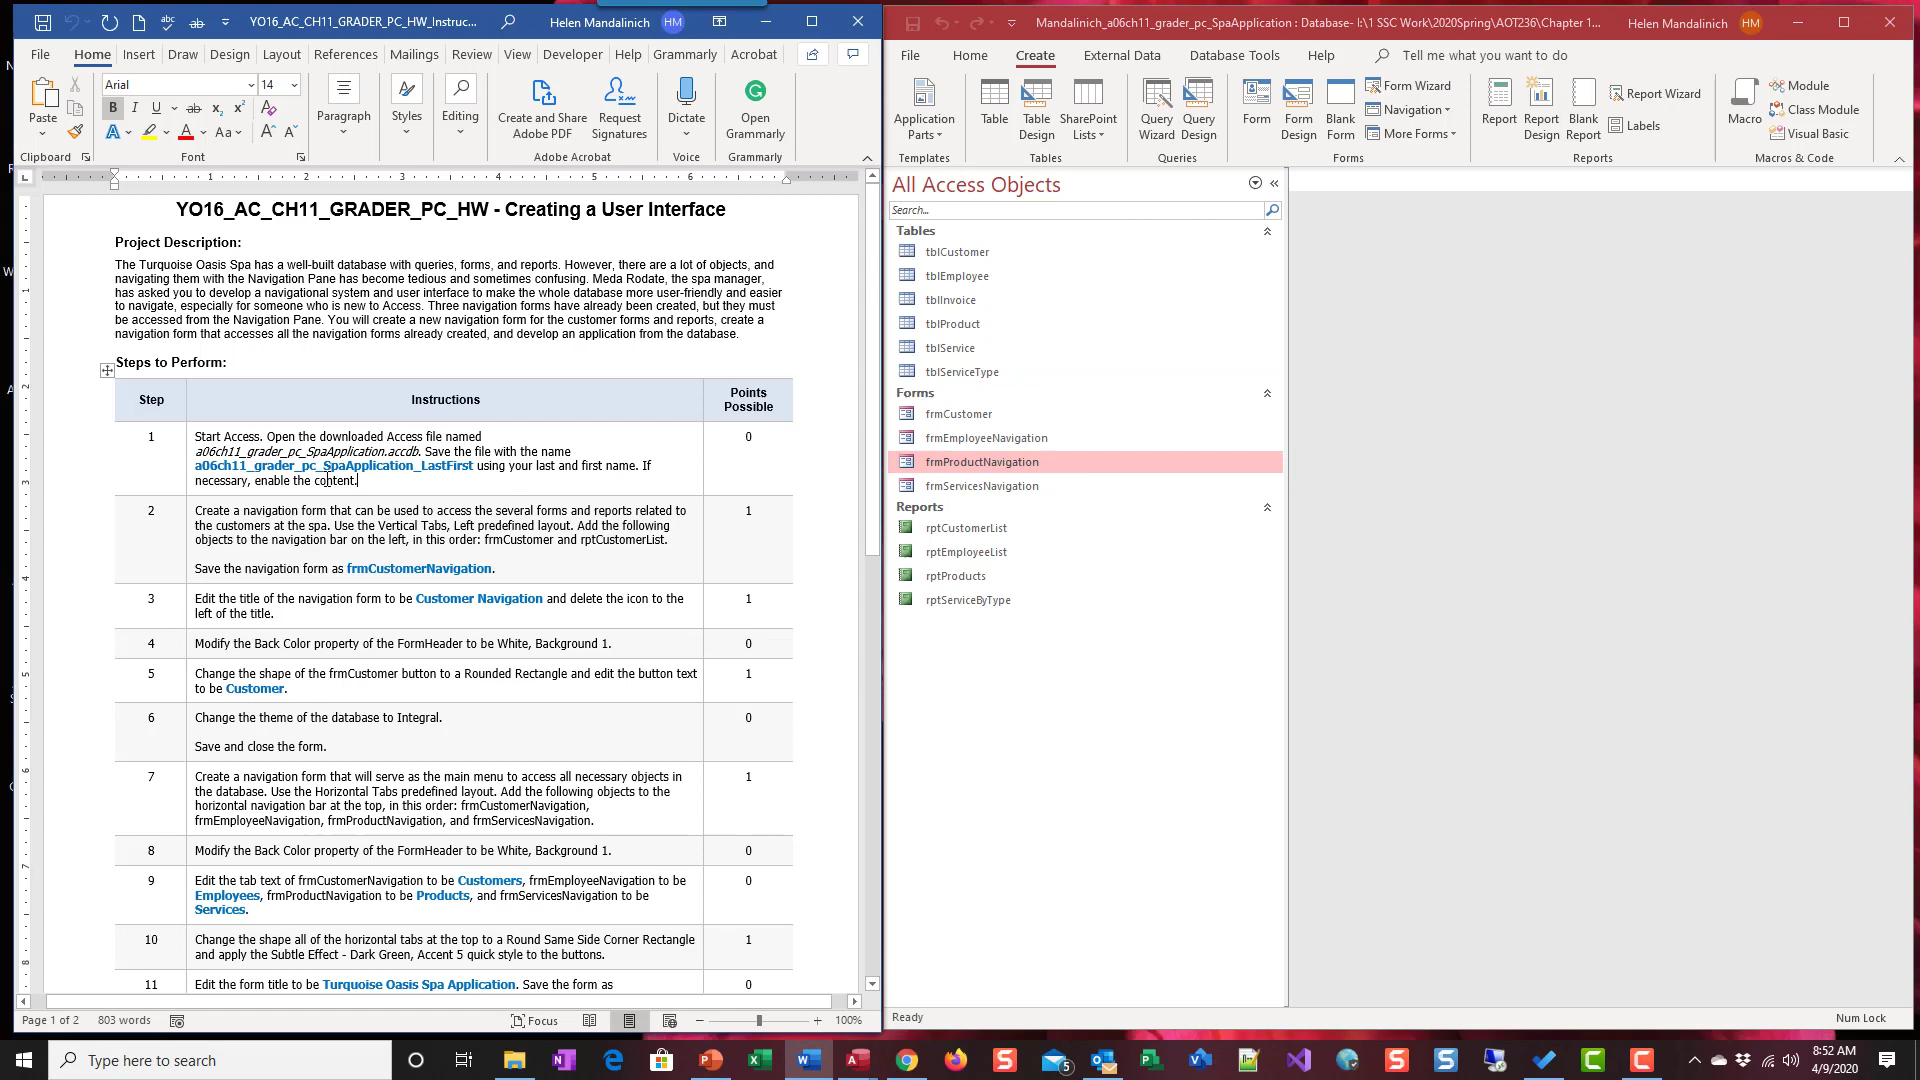 YO16_AC_CH11_GRADER_PC_HW_Instruc...
Helen Mandalinich
HM
File
Home
Insert
Draw
Design
Layout
References
Mailings
Review
View
Developer
Help
Grammarly
Acrobat
Paste
Arial
14
Paragraph
Styles
Editing
Create and Share
Adobe PDF
Request
Signatures
Dictate
Open
Grammarly
Clipboard
Font
Adobe Acrobat
Voice
Grammarly
YO16_AC_CH11_GRADER_PC_HW - Creating a User Interface
Project Description:
The Turquoise Oasis Spa has a well-built database with queries, forms, and reports. However, there are a lot of objects, and
navigating them with the Navigation Pane has become tedious and sometimes confusing. Meda Rodate, the spa manager,
has asked you to develop a navigational system and user interface to make the whole database more user-friendly and easier
to navigate, especially for someone who is new to Access. Three navigation forms have already been created, but they must
be accessed from the Navigation Pane. You will create a new navigation form for the customer forms and reports, create a
navigation form that accesses all the navigation forms already created, and develop an application from the database.
Steps to Perform:
Step
Instructions
Points
Possible
1
Start Access. Open the downloaded Access file named
a06ch11_grader_pc_SpaApplication.accdb. Save the file with the name
a06ch11_grader_pc_SpaApplication_LastFirst using your last and first name. If
necessary, enable the content.
0
2
Create a navigation form that can be used to access the several forms and reports related to
the customers at the spa. Use the Vertical Tabs, Left predefined layout. Add the following
objects to the navigation bar on the left, in this order: frmCustomer and rptCustomerList.
Save the navigation form as frmCustomerNavigation.
1
3
Edit the title of the navigation form to be Customer Navigation and delete the icon to the
left of the title.
1
4
Modify the Back Color property of the FormHeader to be White, Background 1.
0
5
Change the shape of the frmCustomer button to a Rounded Rectangle and edit the button text
to be Customer.
1
6
Change the theme of the database to Integral.
Save and close the form.
0
7
Create a navigation form that will serve as the main menu to access all necessary objects in
the database. Use the Horizontal Tabs predefined layout. Add the following objects to the
horizontal navigation bar at the top, in this order: frmCustomerNavigation,
frmEmployeeNavigation, frmProductNavigation, and frmServicesNavigation.
1
8
Modify the Back Color property of the FormHeader to be White, Background 1.
0
9
Edit the tab text of frmCustomerNavigation to be Customers, frmEmployeeNavigation to be
Employees, frmProductNavigation to be Products, and frmServicesNavigation to be
Services.
0
10
Change the shape all of the horizontal tabs at the top to a Round Same Side Corner Rectangle
and apply the Subtle Effect - Dark Green, Accent 5 quick style to the buttons.
1
11
Edit the form title to be Turquoise Oasis Spa Application. Save the form as
0
Page 1 of 2
803 words
Focus
100%
Mandalinich_a06ch11_grader_pc_SpaApplication : Database- I:\1 SSC Work\2020Spring\AOT236\Chapter 1...
Helen Mandalinich
HM
File
Home
Create
External Data
Database Tools
Help
Tell me what you want to do
Application
Parts
Table
Table
Design
SharePoint
Lists
Query
Wizard
Query
Design
Form
Form
Design
Blank
Form
Form Wizard
Navigation
More Forms
Report
Report
Design
Blank
Report
Report Wizard
Labels
Macro
Module
Class Module
Visual Basic
Templates
Tables
Queries
Forms
Reports
Macros & Code
All Access Objects
Search...
Tables
tblCustomer
tblEmployee
tblInvoice
tblProduct
tblService
tblServiceType
Forms
frmCustomer
frmEmployeeNavigation
frmProductNavigation
frmServicesNavigation
Reports
rptCustomerList
rptEmployeeList
rptProducts
rptServiceByType
Ready
Num Lock
Type here to search
8:52 AM
4/9/2020